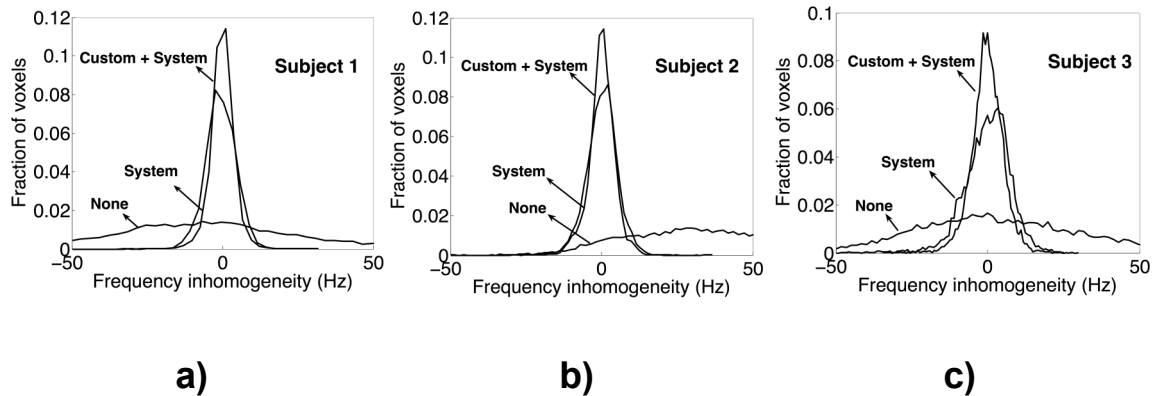 Fraction of voxels
0.12
0.1
0.08
0.06
0.04
0.02
0
Custom + System
Subject 1
System
None
−50
0
50
Frequency inhomogeneity (Hz)
a)
Fraction of voxels
0.12
0.1
0.08
0.06
0.04
0.02
0
Custom + System
Subject 2
System
None
−50
0
50
Frequency inhomogeneity (Hz)
b)
Fraction of voxels
0.1
0.08
0.06
0.04
0.02
0
Custom + System
Subject 3
System
None
−50
0
50
Frequency inhomogeneity (Hz)
c)